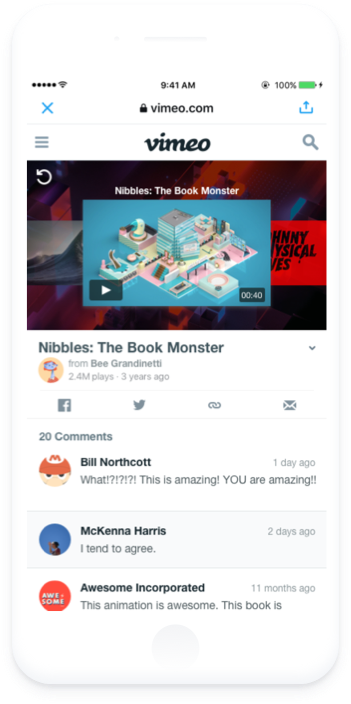 9:41 AM
100%
vimeo.com
vimeo
Nibbles: The Book Monster
HNNY
YSICAL
VES
00:40
Nibbles: The Book Monster
from Bee Grandinetti
2.4M plays · 3 years ago
20 Comments
Bill Northcott 1 day ago
What!?!?!?! This is amazing! YOU are amazing!!
McKenna Harris 2 days ago
I tend to agree.
AWE-
SOME
Awesome Incorporated 11 months ago
This animation is awesome. This book is